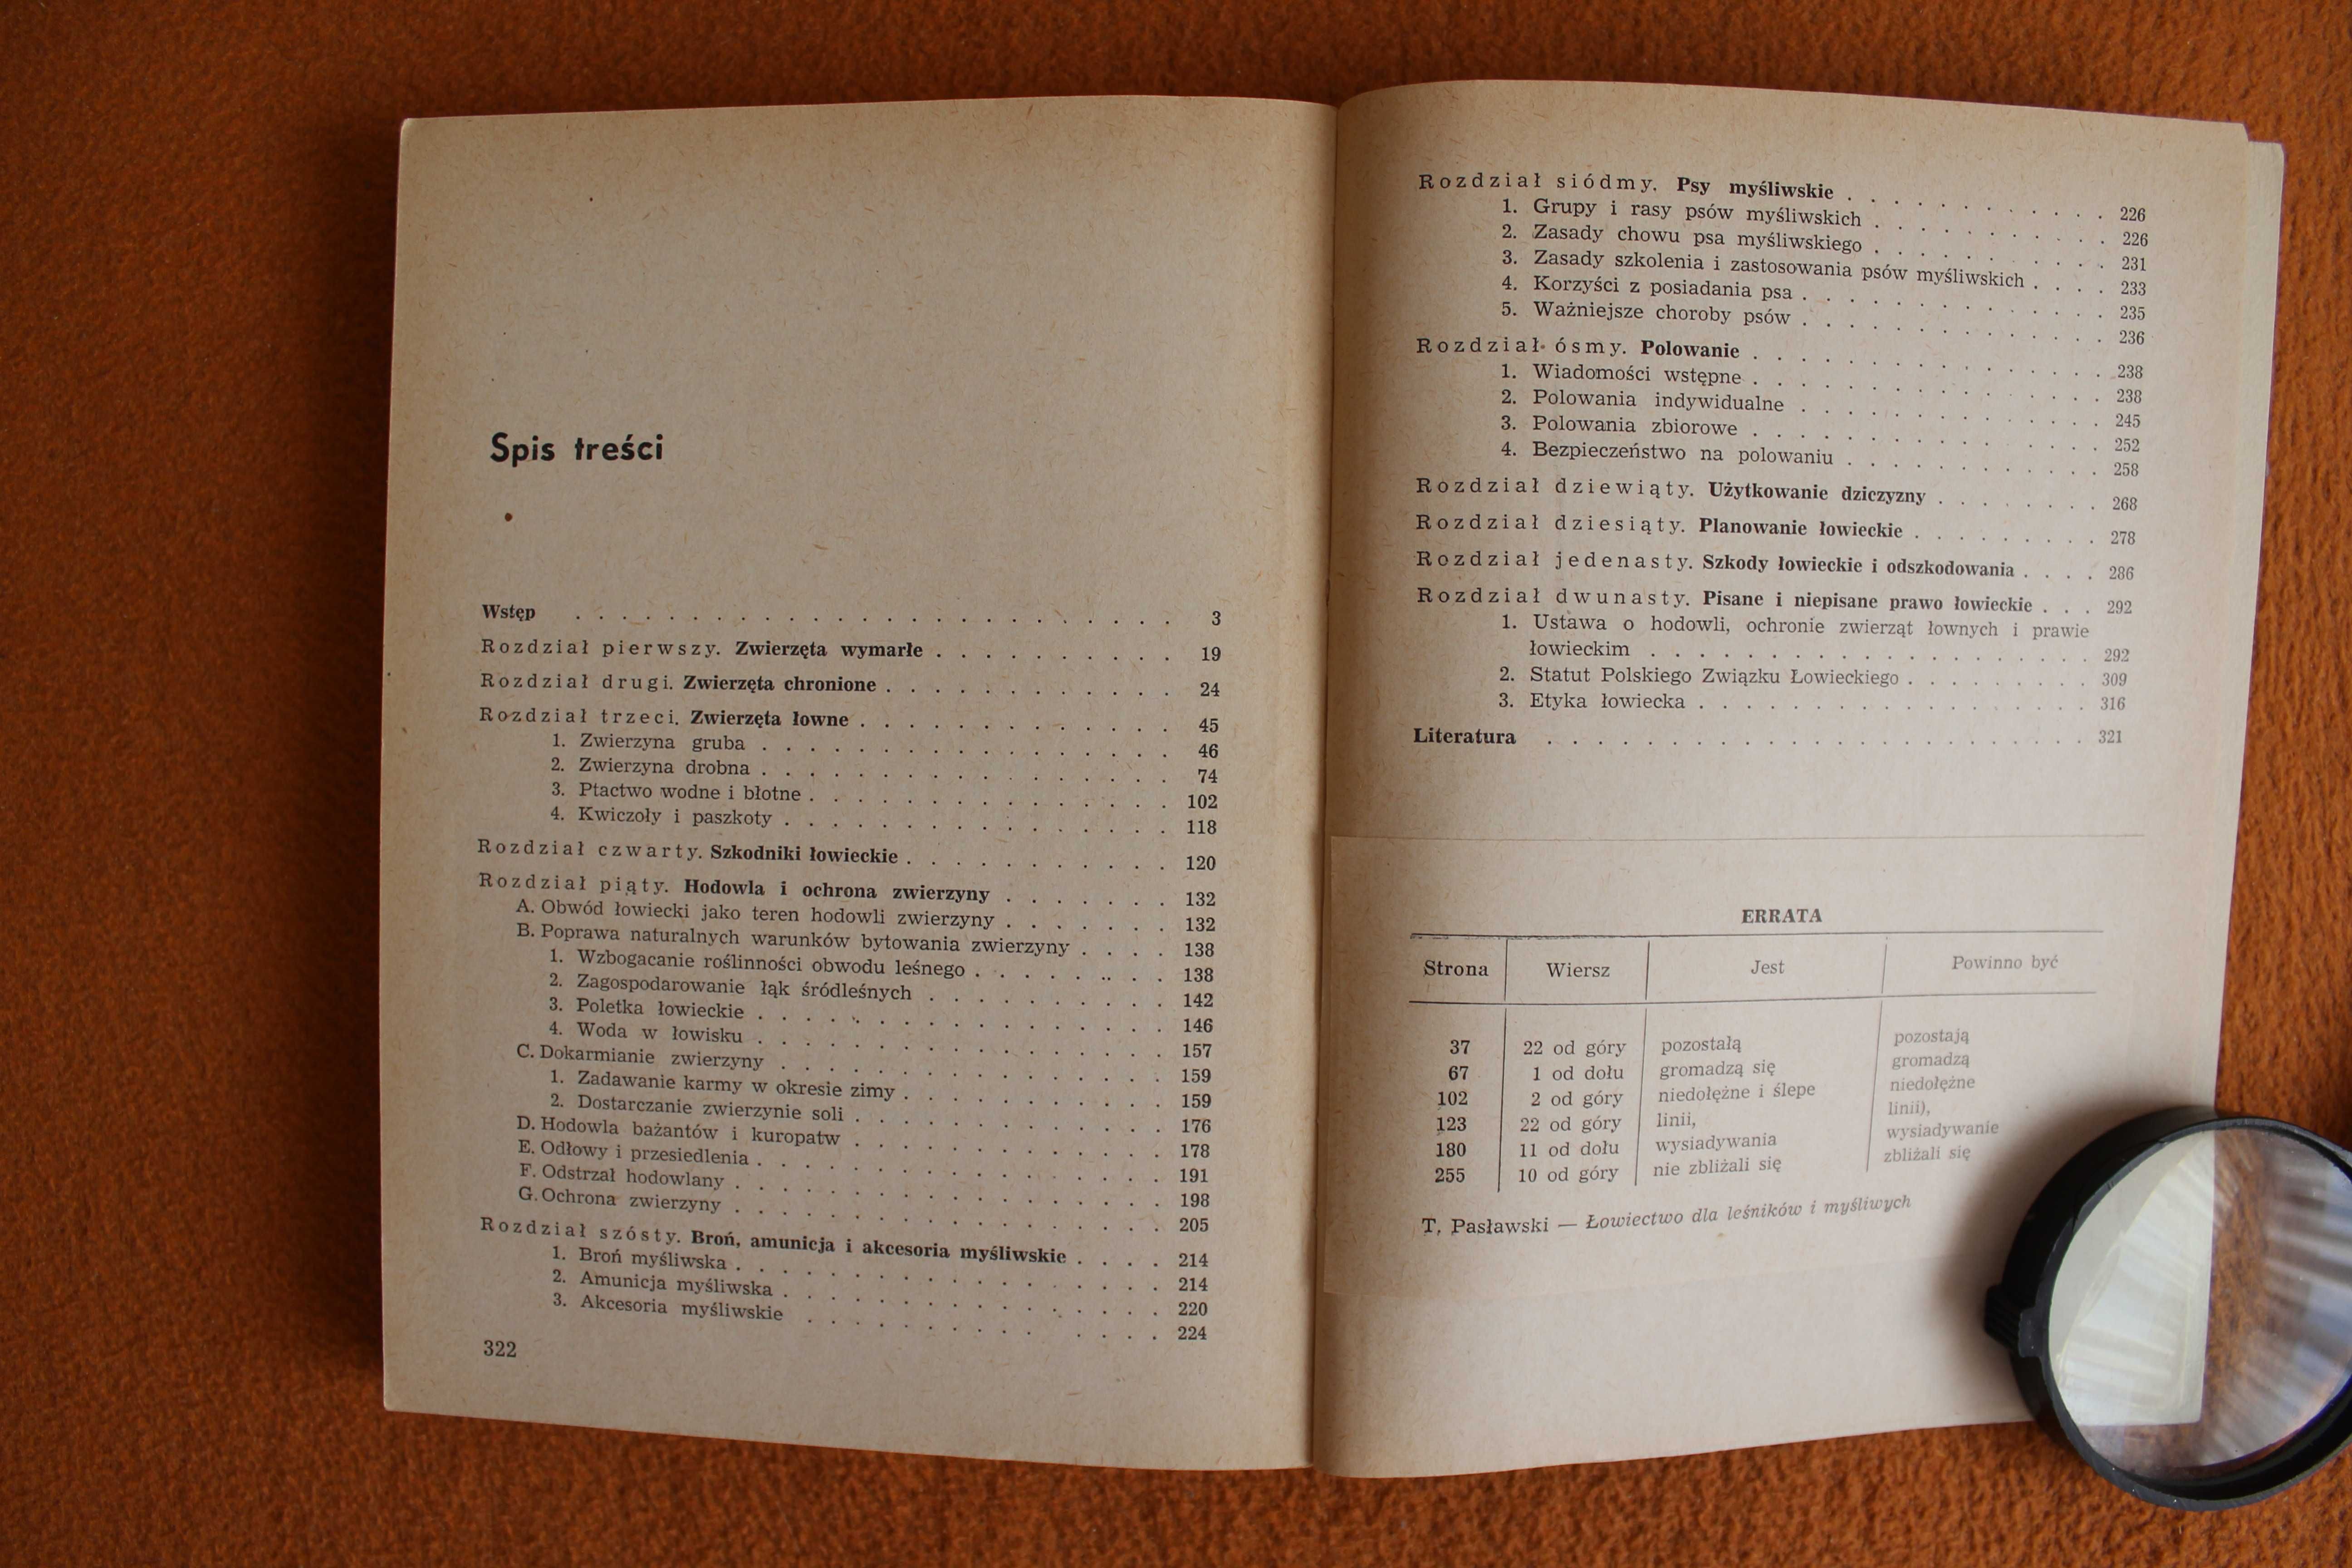 Spis treści
Wstęp . . . . . . . . . . . . . . . . . . . . . . . . . 3
Rozdział pierwszy. Zwierzęta wymarłe . . . . . . . . . . 19
Rozdział drugi. Zwierzęta chronione . . . . . . . . . . . . 24
Rozdział trzeci. Zwierzęta łowne . . . . . . . . . . . . . 45
1. Zwierzyna gruba . . . . . . . . . . . . . . . . . 46
2. Zwierzyna drobna . . . . . . . . . . . . . . . . . 74
3. Ptactwo wodne i błotne . . . . . . . . . . . . . . . 102
4. Kwiczoły i paszkoty . . . . . . . . . . . . . . . . 118
Rozdział czwarty. Szkodniki łowieckie . . . . . . . . . . . 120
Rozdział piąty. Hodowla i ochrona zwierzyny . . . . . . . 132
A. Obwód łowiecki jako teren hodowli zwierzyny . . . . . . . 132
B. Poprawa naturalnych warunków bytowania zwierzyny . . . . 138
1. Wzbogacanie roślinności obwodu leśnego . . . . . . . . 138
2. Zagospodarowanie łąk śródleśnych . . . . . . . . . . 142
3. Poletka łowieckie . . . . . . . . . . . . . . . . . 146
4. Woda w łowisku . . . . . . . . . . . . . . . . . 157
C. Dokarmianie zwierzyny . . . . . . . . . . . . . . . . 159
1. Zadawanie karmy w okresie zimy . . . . . . . . . . . 159
2. Dostarczanie zwierzynie soli . . . . . . . . . . . . . 176
D. Hodowla bażantów i kuropatw . . . . . . . . . . . . . 178
E. Odłowy i przesiedlenia . . . . . . . . . . . . . . . . . 191
F. Odstrzał hodowlany . . . . . . . . . . . . . . . . . . 198
G. Ochrona zwierzyny . . . . . . . . . . . . . . . . . . 205
Rozdział szósty. Broń, amunicja i akcesoria myśliwskie . . . . 214
1. Broń myśliwska . . . . . . . . . . . . . . . . . . 214
2. Amunicja myśliwska . . . . . . . . . . . . . . . . 220
3. Akcesoria myśliwskie . . . . . . . . . . . . . . 224
322
Rozdział siódmy. Psy myśliwskie . . . . . . . . . . . . 226
1. Grupy i rasy psów myśliwskich . . . . . . . . . . . 226
2. Zasady chowu psa myśliwskiego . . . . . . . . . . . 231
3. Zasady szkolenia i zastosowania psów myśliwskich . . . . 233
4. Korzyści z posiadania psa . . . . . . . . . . . . . . 235
5. Ważniejsze choroby psów . . . . . . . . . . . . . . 236
Rozdział ósmy. Polowanie . . . . . . . . . . . . . . . . 238
1. Wiadomości wstępne . . . . . . . . . . . . . . . . 238
2. Polowania indywidualne . . . . . . . . . . . . . . 245
3. Polowania zbiorowe . . . . . . . . . . . . . . . . 252
4. Bezpieczeństwo na polowaniu . . . . . . . . . . . . 258
Rozdział dziewiąty. Użytkowanie dziczyzny . . . . . . . . 268
Rozdział dziesiąty. Planowanie łowieckie . . . . . . . . . 278
Rozdział jedenasty. Szkody łowieckie i odszkodowania . . . . 286
Rozdział dwunasty. Pisane i niepisane prawo łowieckie . . . 292
1. Ustawa o hodowli, ochronie zwierząt łownych i prawie
łowieckim . . . . . . . . . . . . . . . . . . . 292
2. Statut Polskiego Związku Łowieckiego . . . . . . . . . 309
3. Etyka łowiecka . . . . . . . . . . . . . . . . . . 316
Literatura . . . . . . . . . . . . . . . . . . . . . . . 321
ERRATA
Strona Wiersz Jest Powinno być
37 22 od góry pozostałą pozostają
67 1 od dołu gromadzą się gromadzą
102 2 od góry niedołężne i ślepe niedołężne
123 22 od góry linii, linii),
180 11 od dołu wysiadywania wysiadywanie
255 10 od góry nie zbliżali się zbliżali się
T. Pasławski — Łowiectwo dla leśników i myśliwych